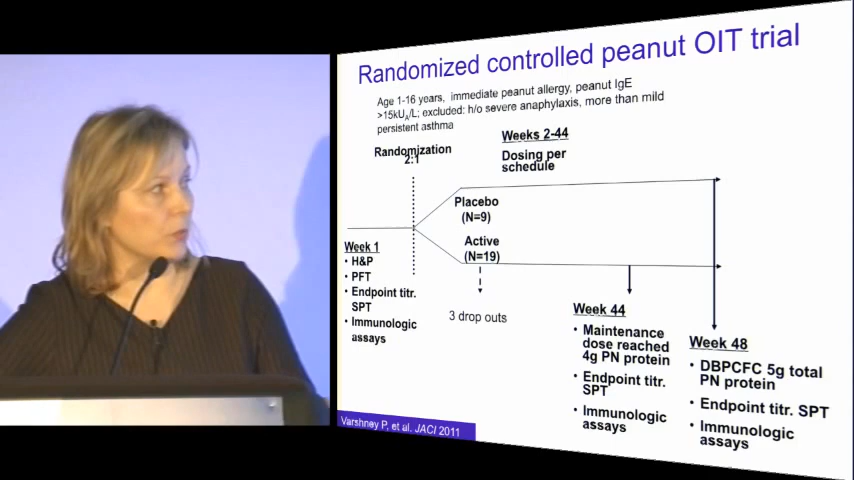 Randomized controlled peanut OIT trial
Age 1-16 years, immediate peanut allergy, peanut IgE
>15kUA/L; excluded: h/o severe anaphylaxis, more than mild
persistent asthma
Randomization
2:1
Weeks 2-44
Dosing per
schedule
Placebo
(N=9)
Active
(N=19)
Week 1
• H&P
• PFT
• Endpoint titr.
SPT
• Immunologic
assays
3 drop outs
Week 44
• Maintenance
dose reached
4g PN protein
• Endpoint titr.
SPT
• Immunologic
assays
Week 48
• DBPCFC 5g total
PN protein
• Endpoint titr. SPT
• Immunologic
assays
Varshney P, et al. JACI 2011